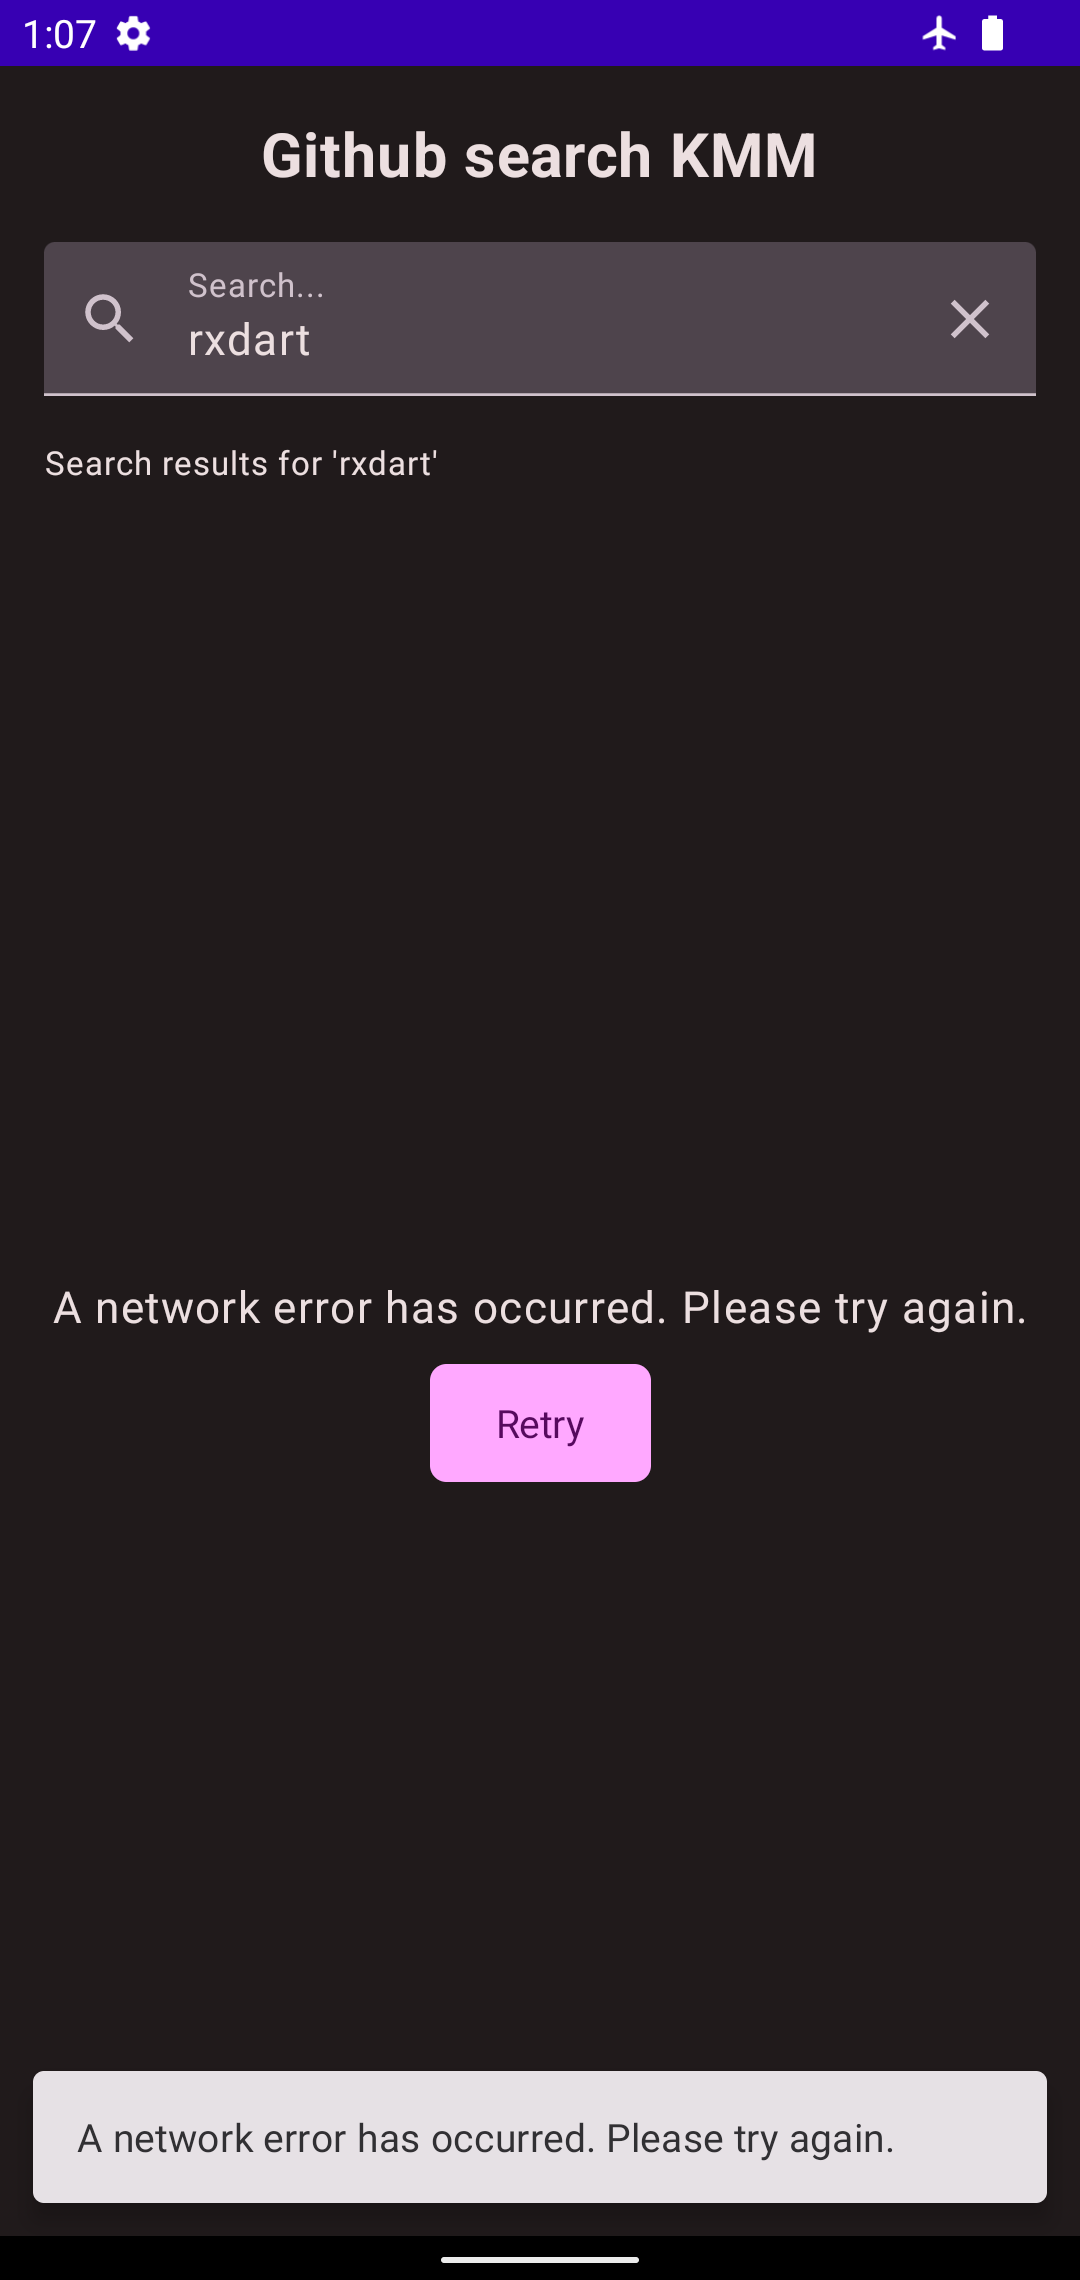 1:07
Github search KMM
Search...
rxdart
Search results for 'rxdart'
A network error has occurred. Please try again.
Retry
A network error has occurred. Please try again.